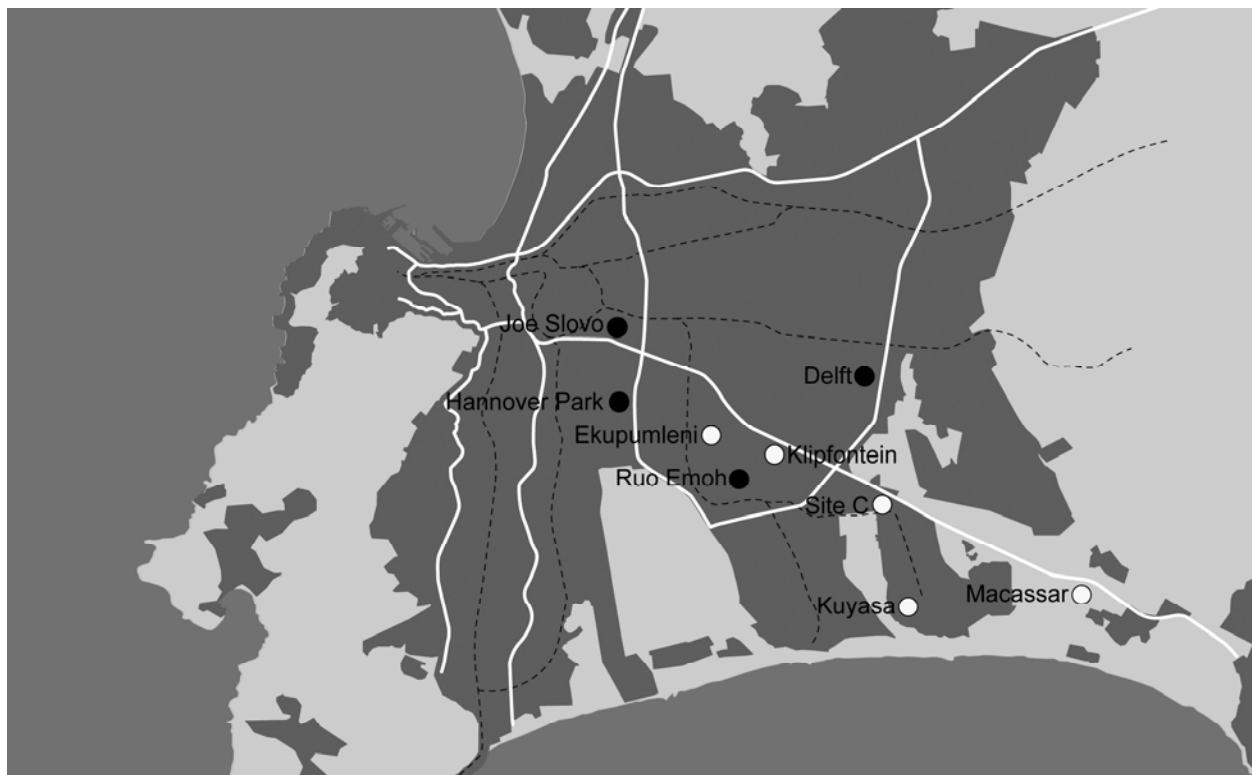 Joe Slovo
Delft
Hannover Park
Ekupumleni
Klipfontein
Ruo Emoh
Site C
Macassar
Kuyasa